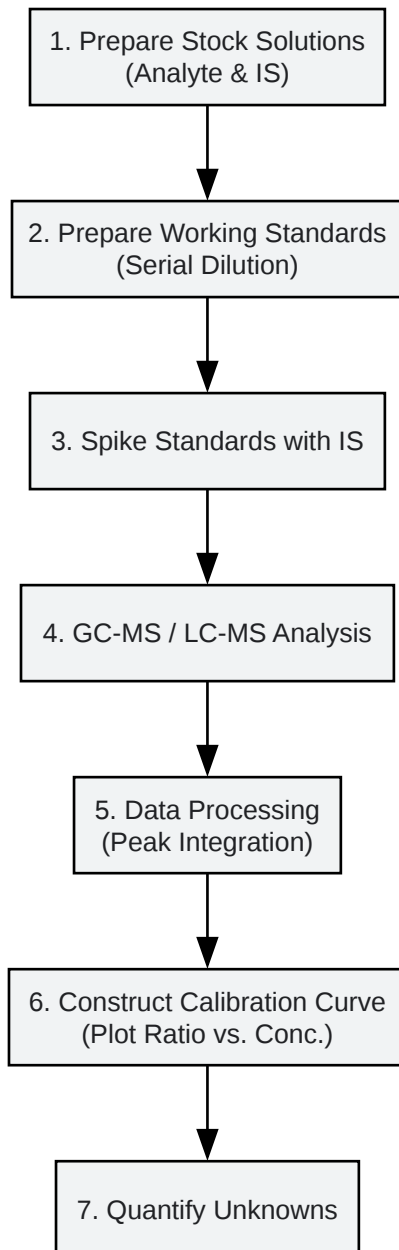 1. Prepare Stock Solutions
(Analyte & IS)
2. Prepare Working Standards
(Serial Dilution)
3. Spike Standards with IS
4. GC-MS / LC-MS Analysis
5. Data Processing
(Peak Integration)
6. Construct Calibration Curve
(Plot Ratio vs. Conc.)
7. Quantify Unknowns